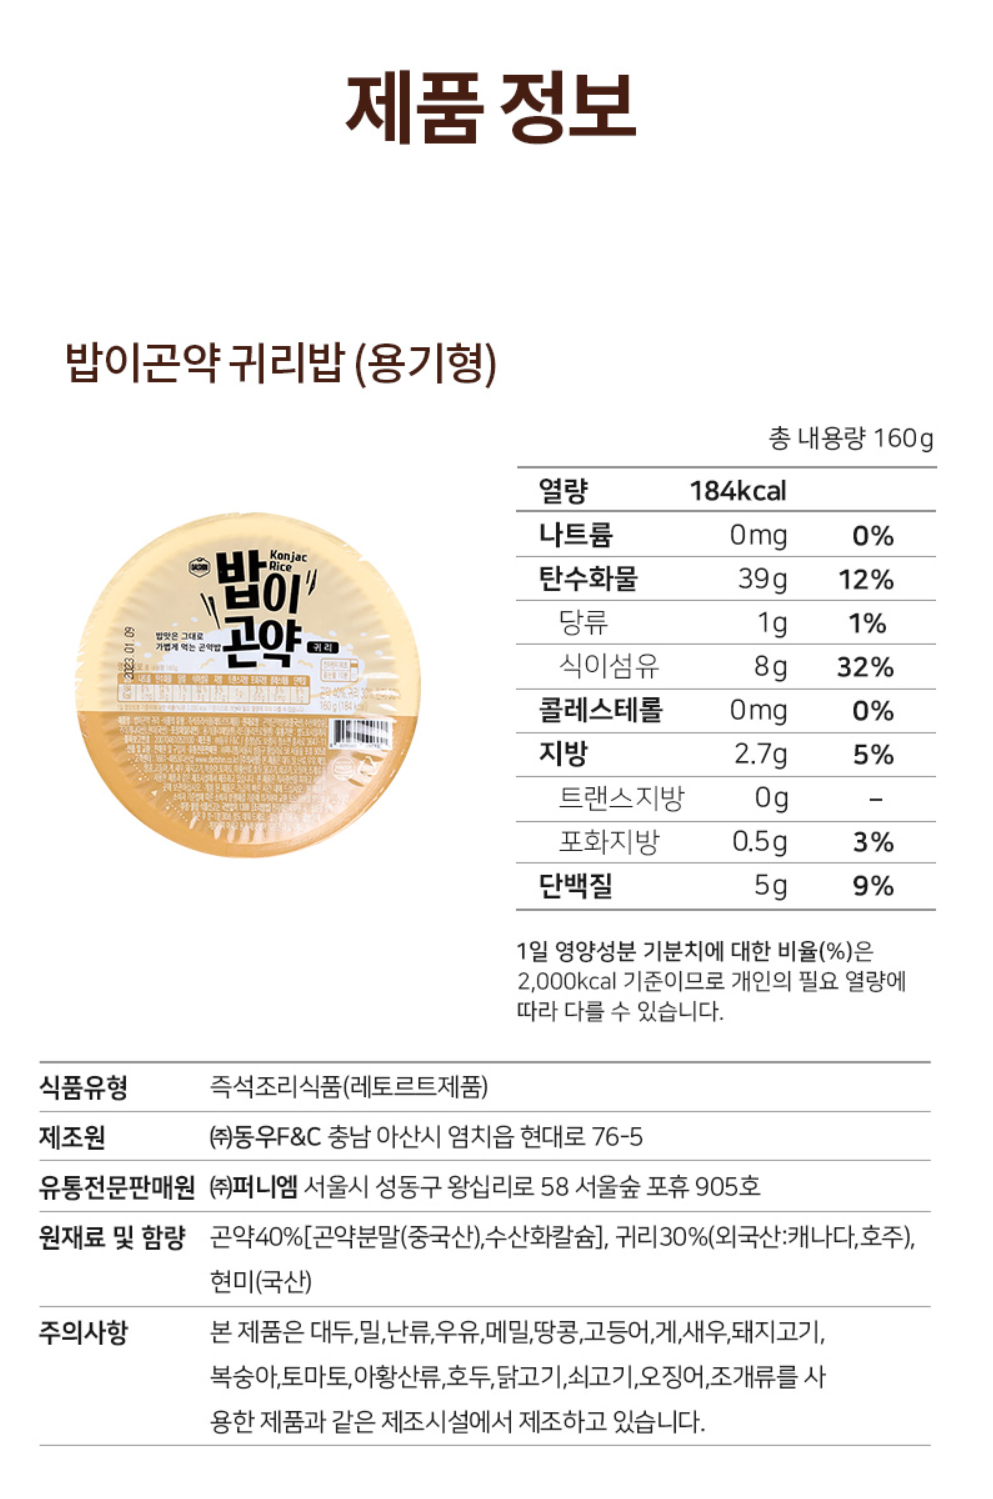 제품 정보
밥이곤약 귀리밥 (용기형)
총 내용량 160g
열량 184kcal
나트륨 0mg 0%
탄수화물 39g 12%
당류 1g 1%
식이섬유 8g 32%
콜레스테롤 0mg 0%
지방 2.7g 5%
트랜스지방 0g –
포화지방 0.5g 3%
단백질 5g 9%
Konjac
Rice
밥이
곤약
귀리
밥맛은 그대로
가볍게 먹는 곤약밥
2023. 01. 09
1일 영양성분 기분치에 대한 비율(%)은
2,000kcal 기준이므로 개인의 필요 열량에
따라 다를 수 있습니다.
식품유형 즉석조리식품(레토르트제품)
제조원 ㈜동우F&C 충남 아산시 염치읍 현대로 76-5
유통전문판매원 ㈜퍼니엠 서울시 성동구 왕십리로 58 서울숲 포휴 905호
원재료 및 함량 곤약40%[곤약분말(중국산),수산화칼슘], 귀리30%(외국산:캐나다,호주),
현미(국산)
주의사항 본 제품은 대두,밀,난류,우유,메밀,땅콩,고등어,게,새우,돼지고기,
복숭아,토마토,아황산류,호두,닭고기,쇠고기,오징어,조개류를 사
용한 제품과 같은 제조시설에서 제조하고 있습니다.